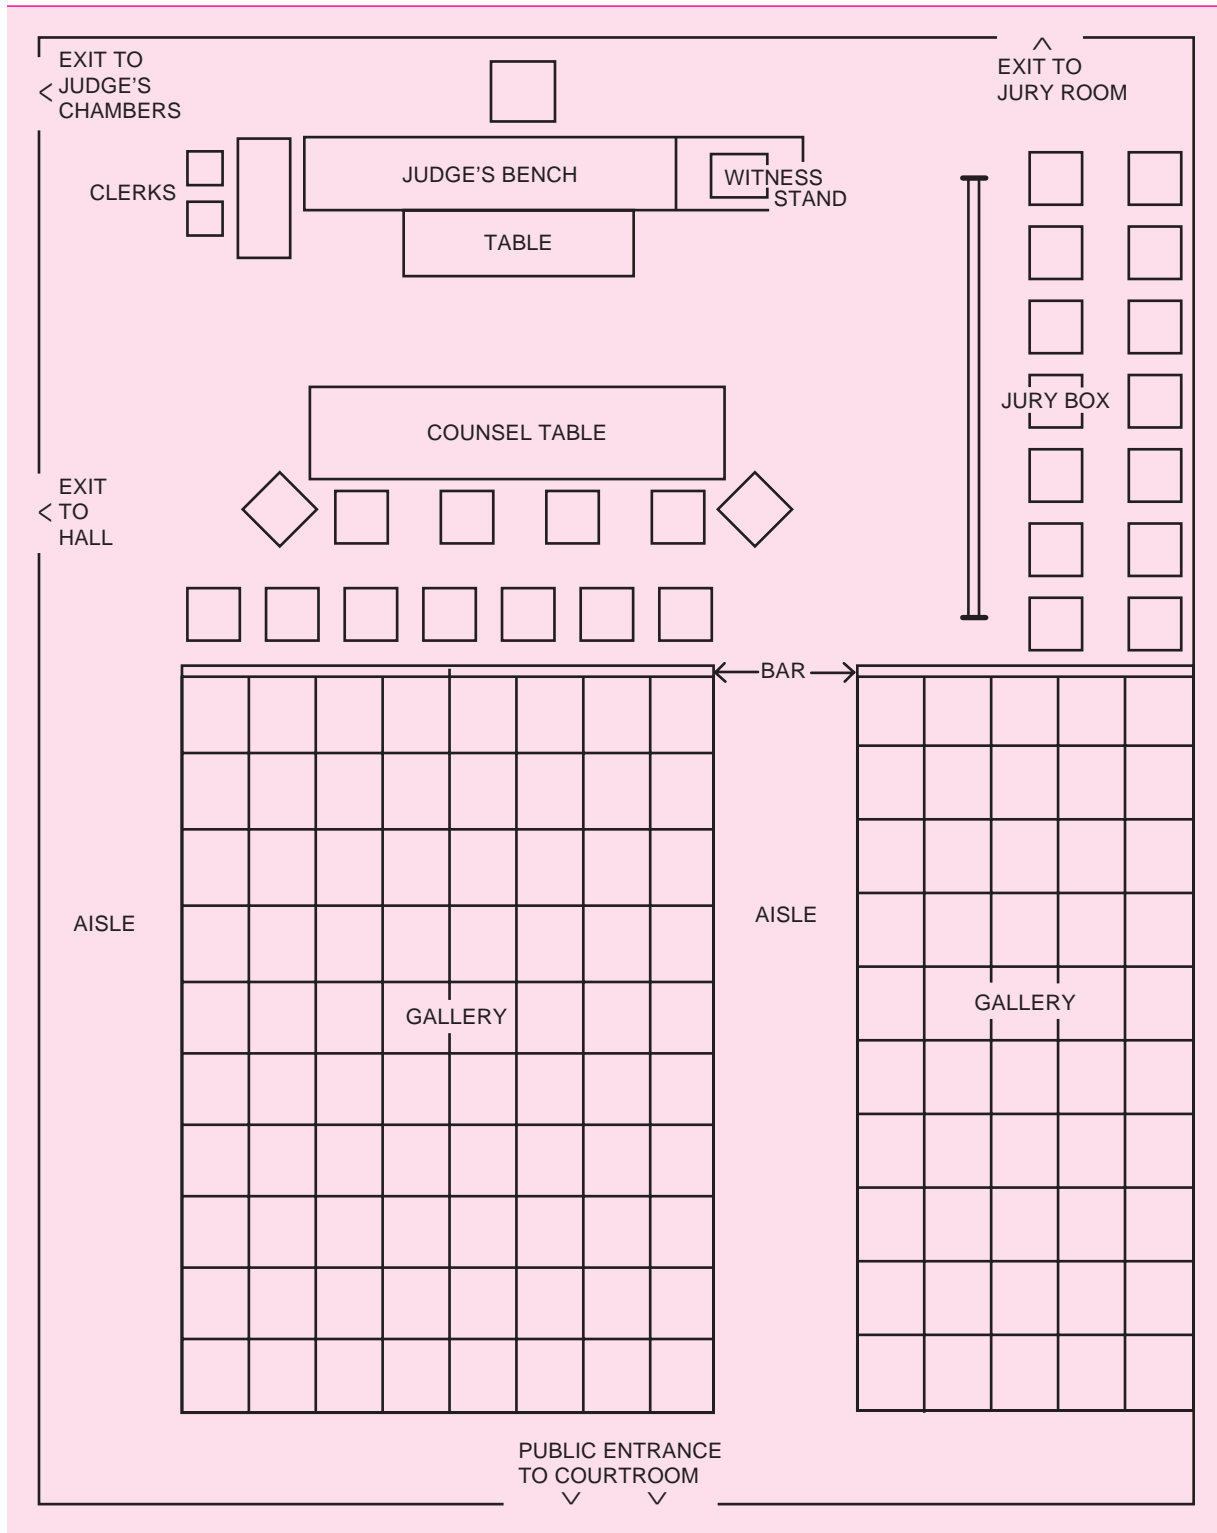 EXIT TO
JUDGE'S
CHAMBERS
EXIT TO
JURY ROOM
CLERKS
JUDGE'S BENCH
WITNESS
STAND
TABLE
JURY BOX
COUNSEL TABLE
EXIT
TO
HALL
BAR
AISLE
AISLE
GALLERY
GALLERY
PUBLIC ENTRANCE
TO COURTROOM